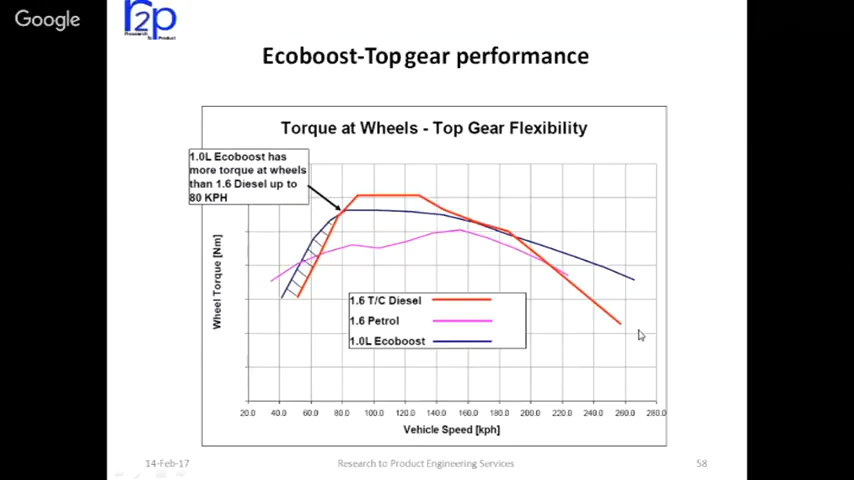 Google
r2p
Research
To Product
Ecoboost-Top gear performance
Torque at Wheels - Top Gear Flexibility
1.0L Ecoboost has
more torque at wheels
than 1.6 Diesel up to
80 KPH
Wheel Torque [Nm]
1.6 T/C Diesel
1.6 Petrol
1.0L Ecoboost
20.0 40.0 60.0 80.0 100.0 120.0 140.0 160.0 180.0 200.0 220.0 240.0 260.0 280.0
Vehicle Speed [kph]
14-Feb-17 Research to Product Engineering Services 58